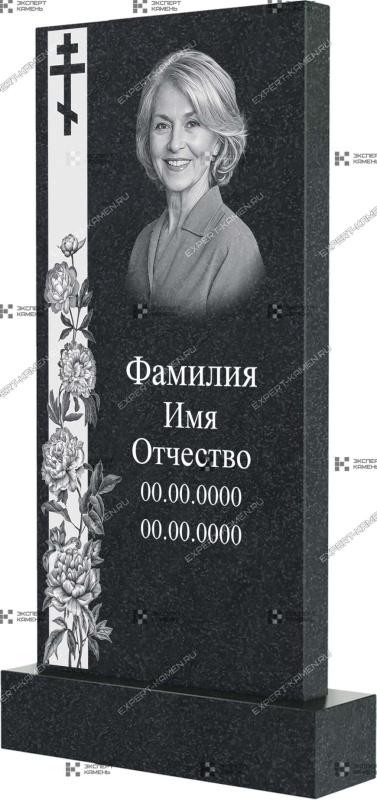 Фамилия
Имя
Отчество
00.00.0000
00.00.0000
ЭКСПЕРТ
КАМЕНЬ
EXPERT-KAMEN.RU